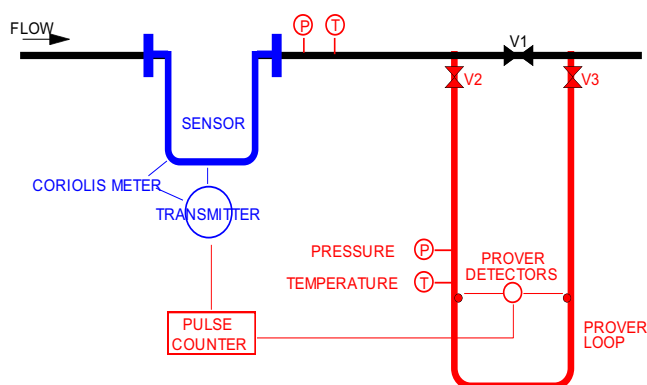 FLOW
P T
V1
V2
V3
SENSOR
CORIOLIS METER
TRANSMITTER
PRESSURE P
TEMPERATURE T
PROVER
DETECTORS
PULSE
COUNTER
PROVER
LOOP